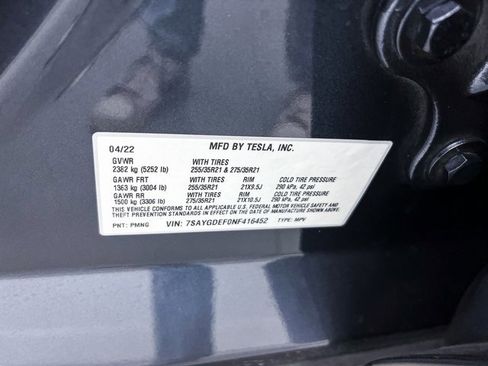 04/22 MFD BY TESLA, INC.
GVWR WITH TIRES
2382 kg (5252 lb) 255/35R21 & 275/35R21
GAWR FRT WITH TIRES RIM COLD TIRE PRESSURE
1363 kg (3004 lb) 255/35R21 21X9.5J 290 kPa, 42 psi
GAWR RR WITH TIRES RIM COLD TIRE PRESSURE
1500 kg (3306 lb) 275/35R21 21X10.5J 290 kPa, 42 psi
THIS VEHICLE CONFORMS TO ALL APPLICABLE U.S. FEDERAL MOTOR VEHICLE SAFETY AND
THEFT PREVENTION STANDARDS IN EFFECT ON THE DATE OF MANUFACTURE SHOWN ABOVE.
PNT: PMNG VIN: 7SAYGDEF0NF416452 TYPE: MPV